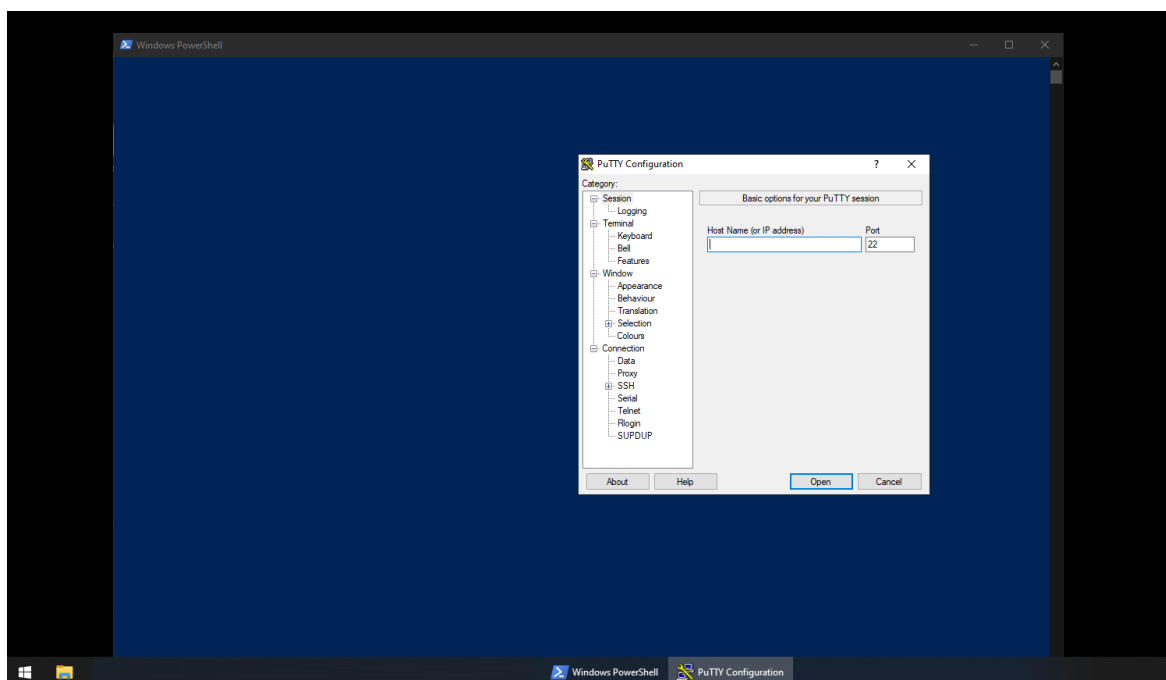 Windows PowerShell
PuTTY Configuration
?
Category:
Session
Logging
Terminal
Keyboard
Bell
Features
Window
Appearance
Behaviour
Translation
Selection
Colours
Connection
Data
Proxy
SSH
Serial
Telnet
Rlogin
SUPDUP
Basic options for your PuTTY session
Host Name (or IP address) Port
22
About Help Open Cancel
Windows PowerShell PuTTY Configuration